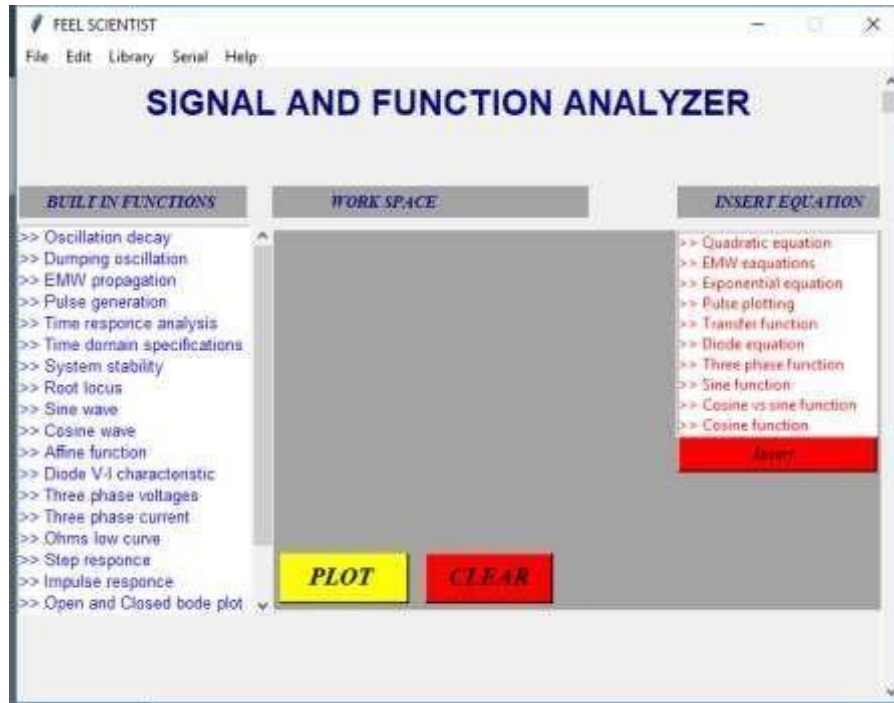 FEEL SCIENTIST
File Edit Library Serial Help
SIGNAL AND FUNCTION ANALYZER
BUILT IN FUNCTIONS
>> Oscillation decay
>> Dumping oscillation
>> EMW propagation
>> Pulse generation
>> Time responce analysis
>> Time domain specifications
>> System stability
>> Root locus
>> Sine wave
>> Cosine wave
>> Affine function
>> Diode V-I characteristic
>> Three phase voltages
>> Three phase current
>> Ohms low curve
>> Step responce
>> Impulse responce
>> Open and Closed bode plot
WORK SPACE
PLOT
CLEAR
INSERT EQUATION
>> Quadratic equation
>> EMW eaquations
>> Exponential equation
>> Pulse plotting
>> Transfer function
>> Diode equation
>> Three phase function
>> Sine function
>> Cosine vs sine function
>> Cosine function
Insert